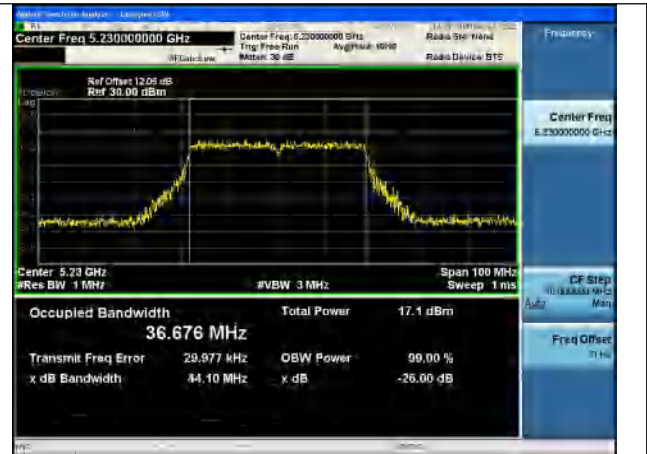 Center Freq 5.230000000 GHz
Center Freq: 5.230000000 GHz
Trig: Free Run
#Atten: 30 dB
Radio Std: None
Radio Device: BTS
Frequency
Ref Offset 12.06 dB
Ref 30.00 dBm
Center Freq
5.230000000 GHz
Center 5.23 GHz
Span 100 MHz
#Res BW 1 MHz
#VBW 3 MHz
Sweep 1 ms
CF Step
Auto Man
Occupied Bandwidth
Total Power 17.1 dBm
36.676 MHz
Freq Offset
Transmit Freq Error 29.977 kHz
OBW Power 99.00 %
x dB Bandwidth 44.10 MHz
x dB -26.00 dB